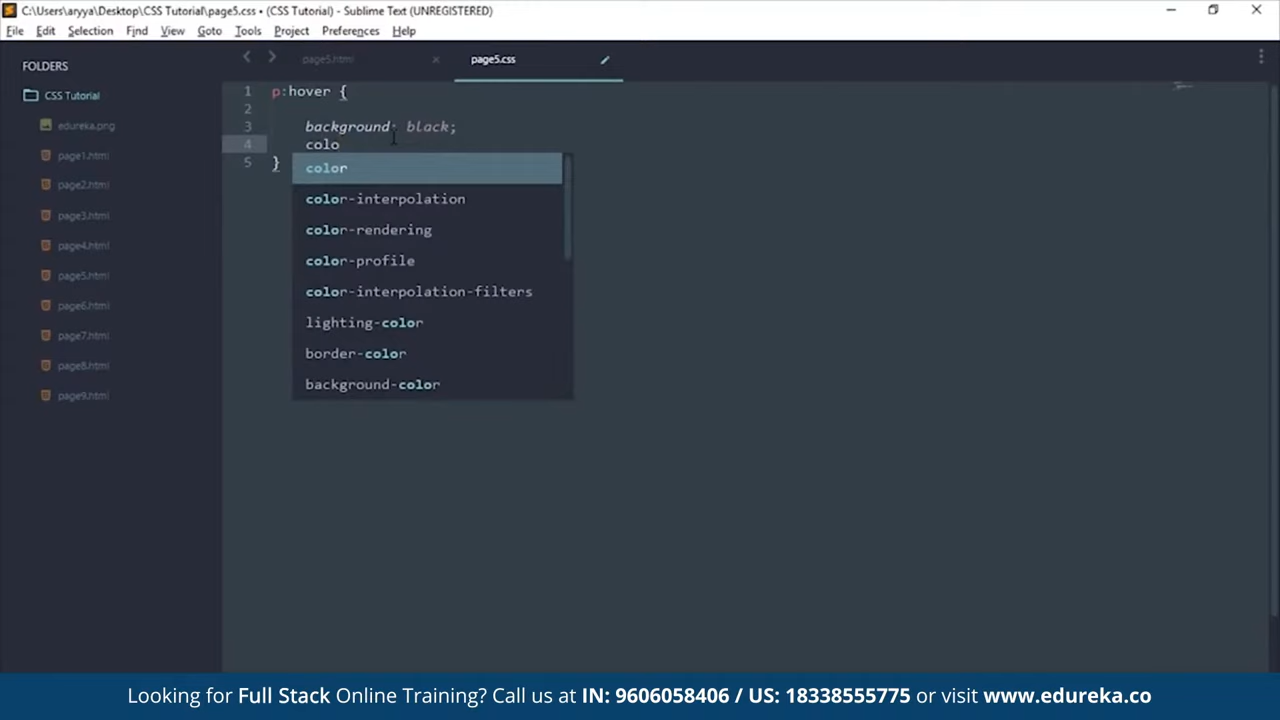 C:\Users\aryya\Desktop\CSS Tutorial\page5.css • (CSS Tutorial) - Sublime Text (UNREGISTERED)
File Edit Selection Find View Goto Tools Project Preferences Help
FOLDERS
CSS Tutorial
edureka.png
page1.html
page2.html
page3.html
page4.html
page5.html
page6.html
page7.html
page8.html
page9.html
page5.html × page5.css
1 p:hover {
2
3 background: black;
4 colo
5 }
color
color-interpolation
color-rendering
color-profile
color-interpolation-filters
lighting-color
border-color
background-color
Looking for Full Stack Online Training? Call us at IN: 9606058406 / US: 18338555775 or visit www.edureka.co